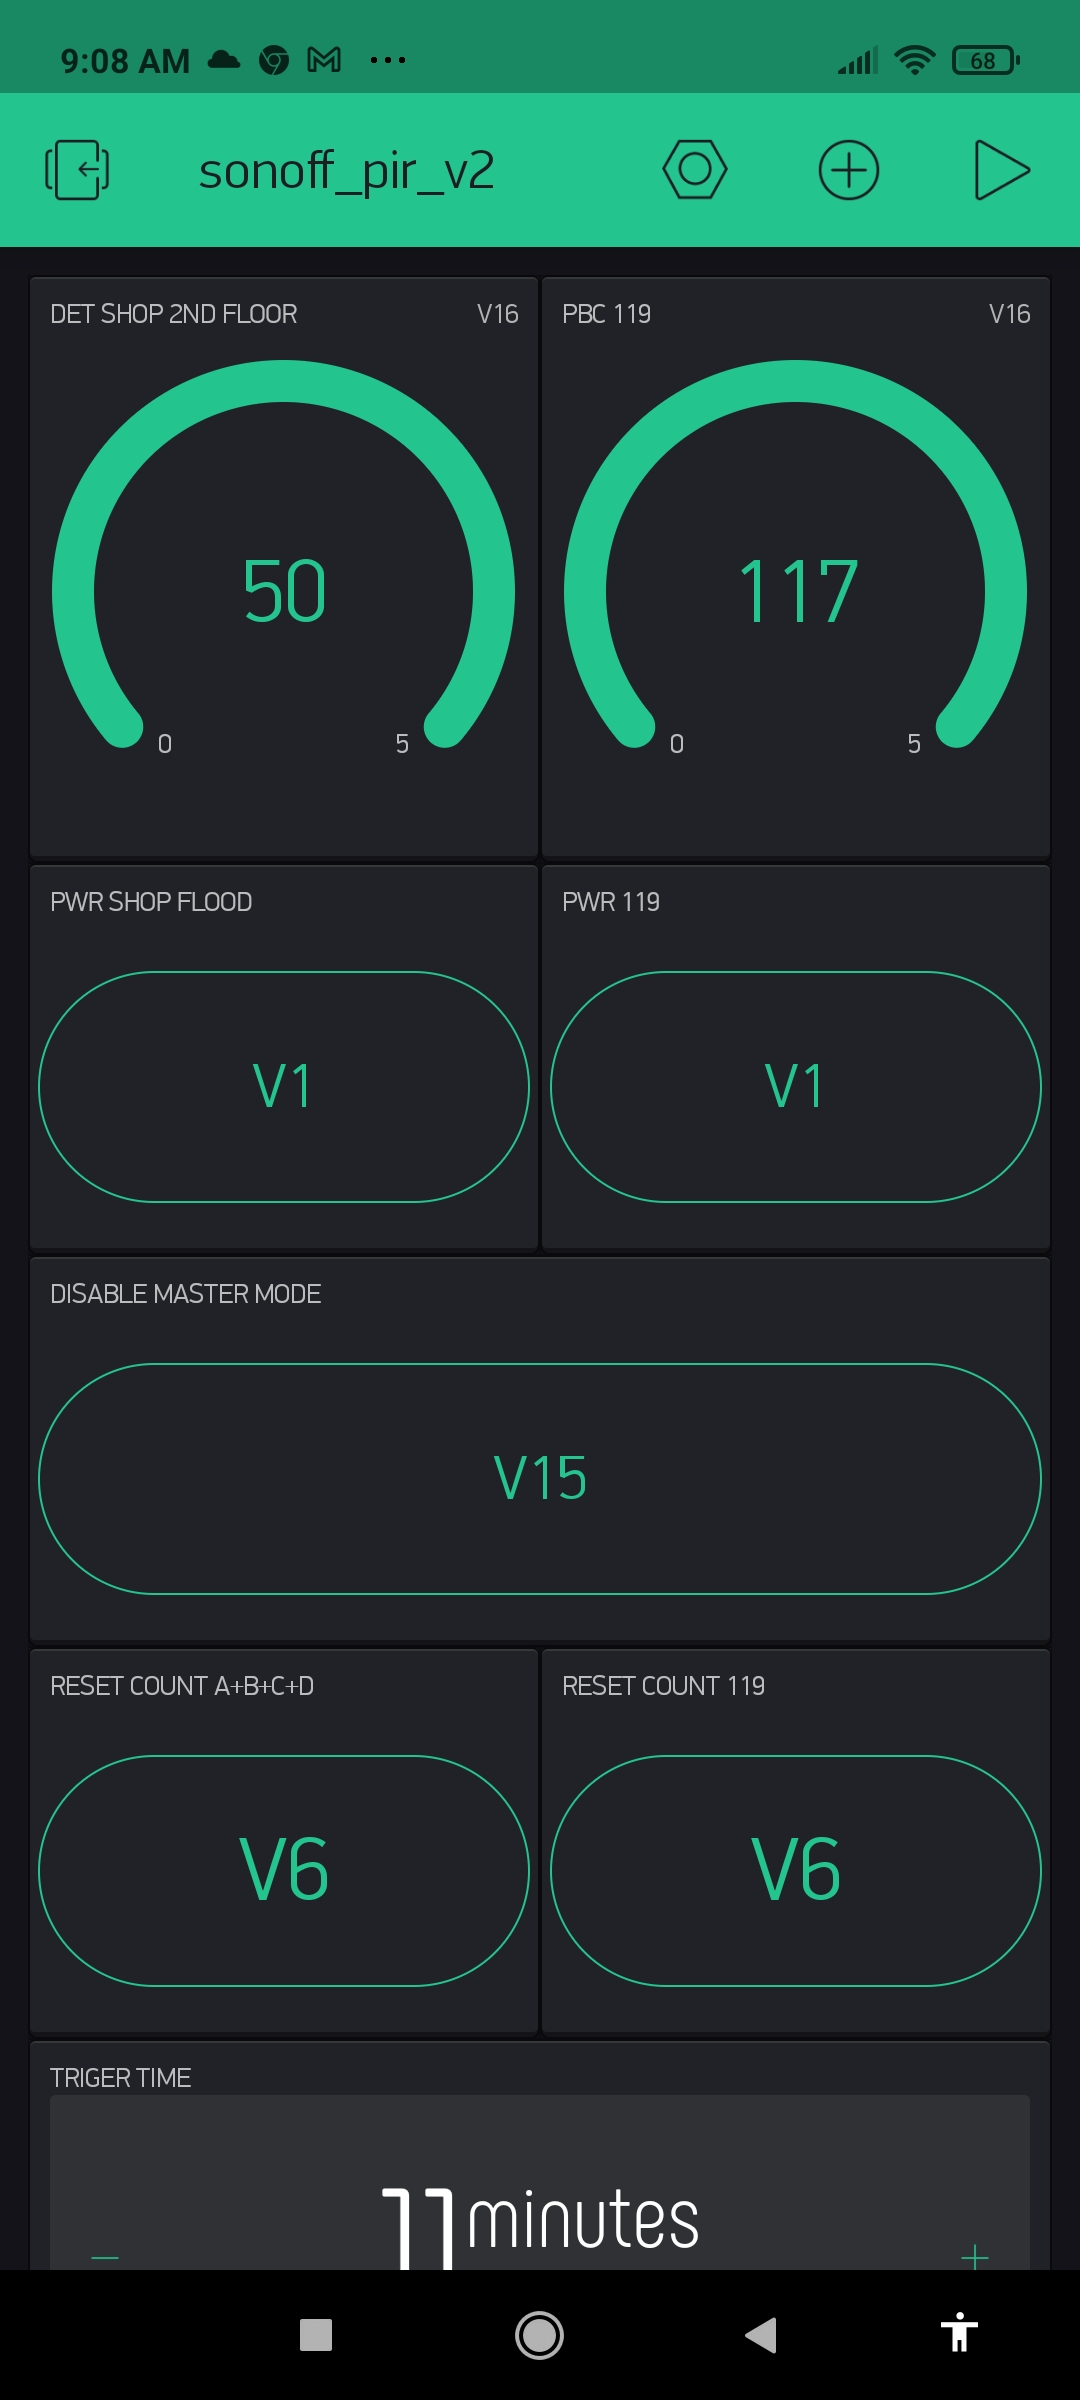 9:08 AM 68
sonoff_pir_v2
DET SHOP 2ND FLOOR V16
PBC 119 V16
50
117
0 5
0 5
PWR SHOP FLOOD
PWR 119
V1
V1
DISABLE MASTER MODE
V15
RESET COUNT A+B+C+D
RESET COUNT 119
V6
V6
TRIGER TIME
− 11 minutes +